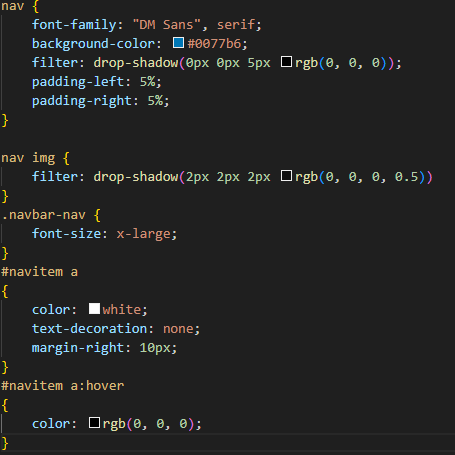 nav {
    font-family: "DM Sans", serif;
    background-color: #0077b6;
    filter: drop-shadow(0px 0px 5px rgb(0, 0, 0));
    padding-left: 5%;
    padding-right: 5%;
}

nav img {
    filter: drop-shadow(2px 2px 2px rgb(0, 0, 0, 0.5))
}
.navbar-nav {
    font-size: x-large;
}
#navitem a
{
    color: white;
    text-decoration: none;
    margin-right: 10px;
}
#navitem a:hover
{
    color: rgb(0, 0, 0);
}